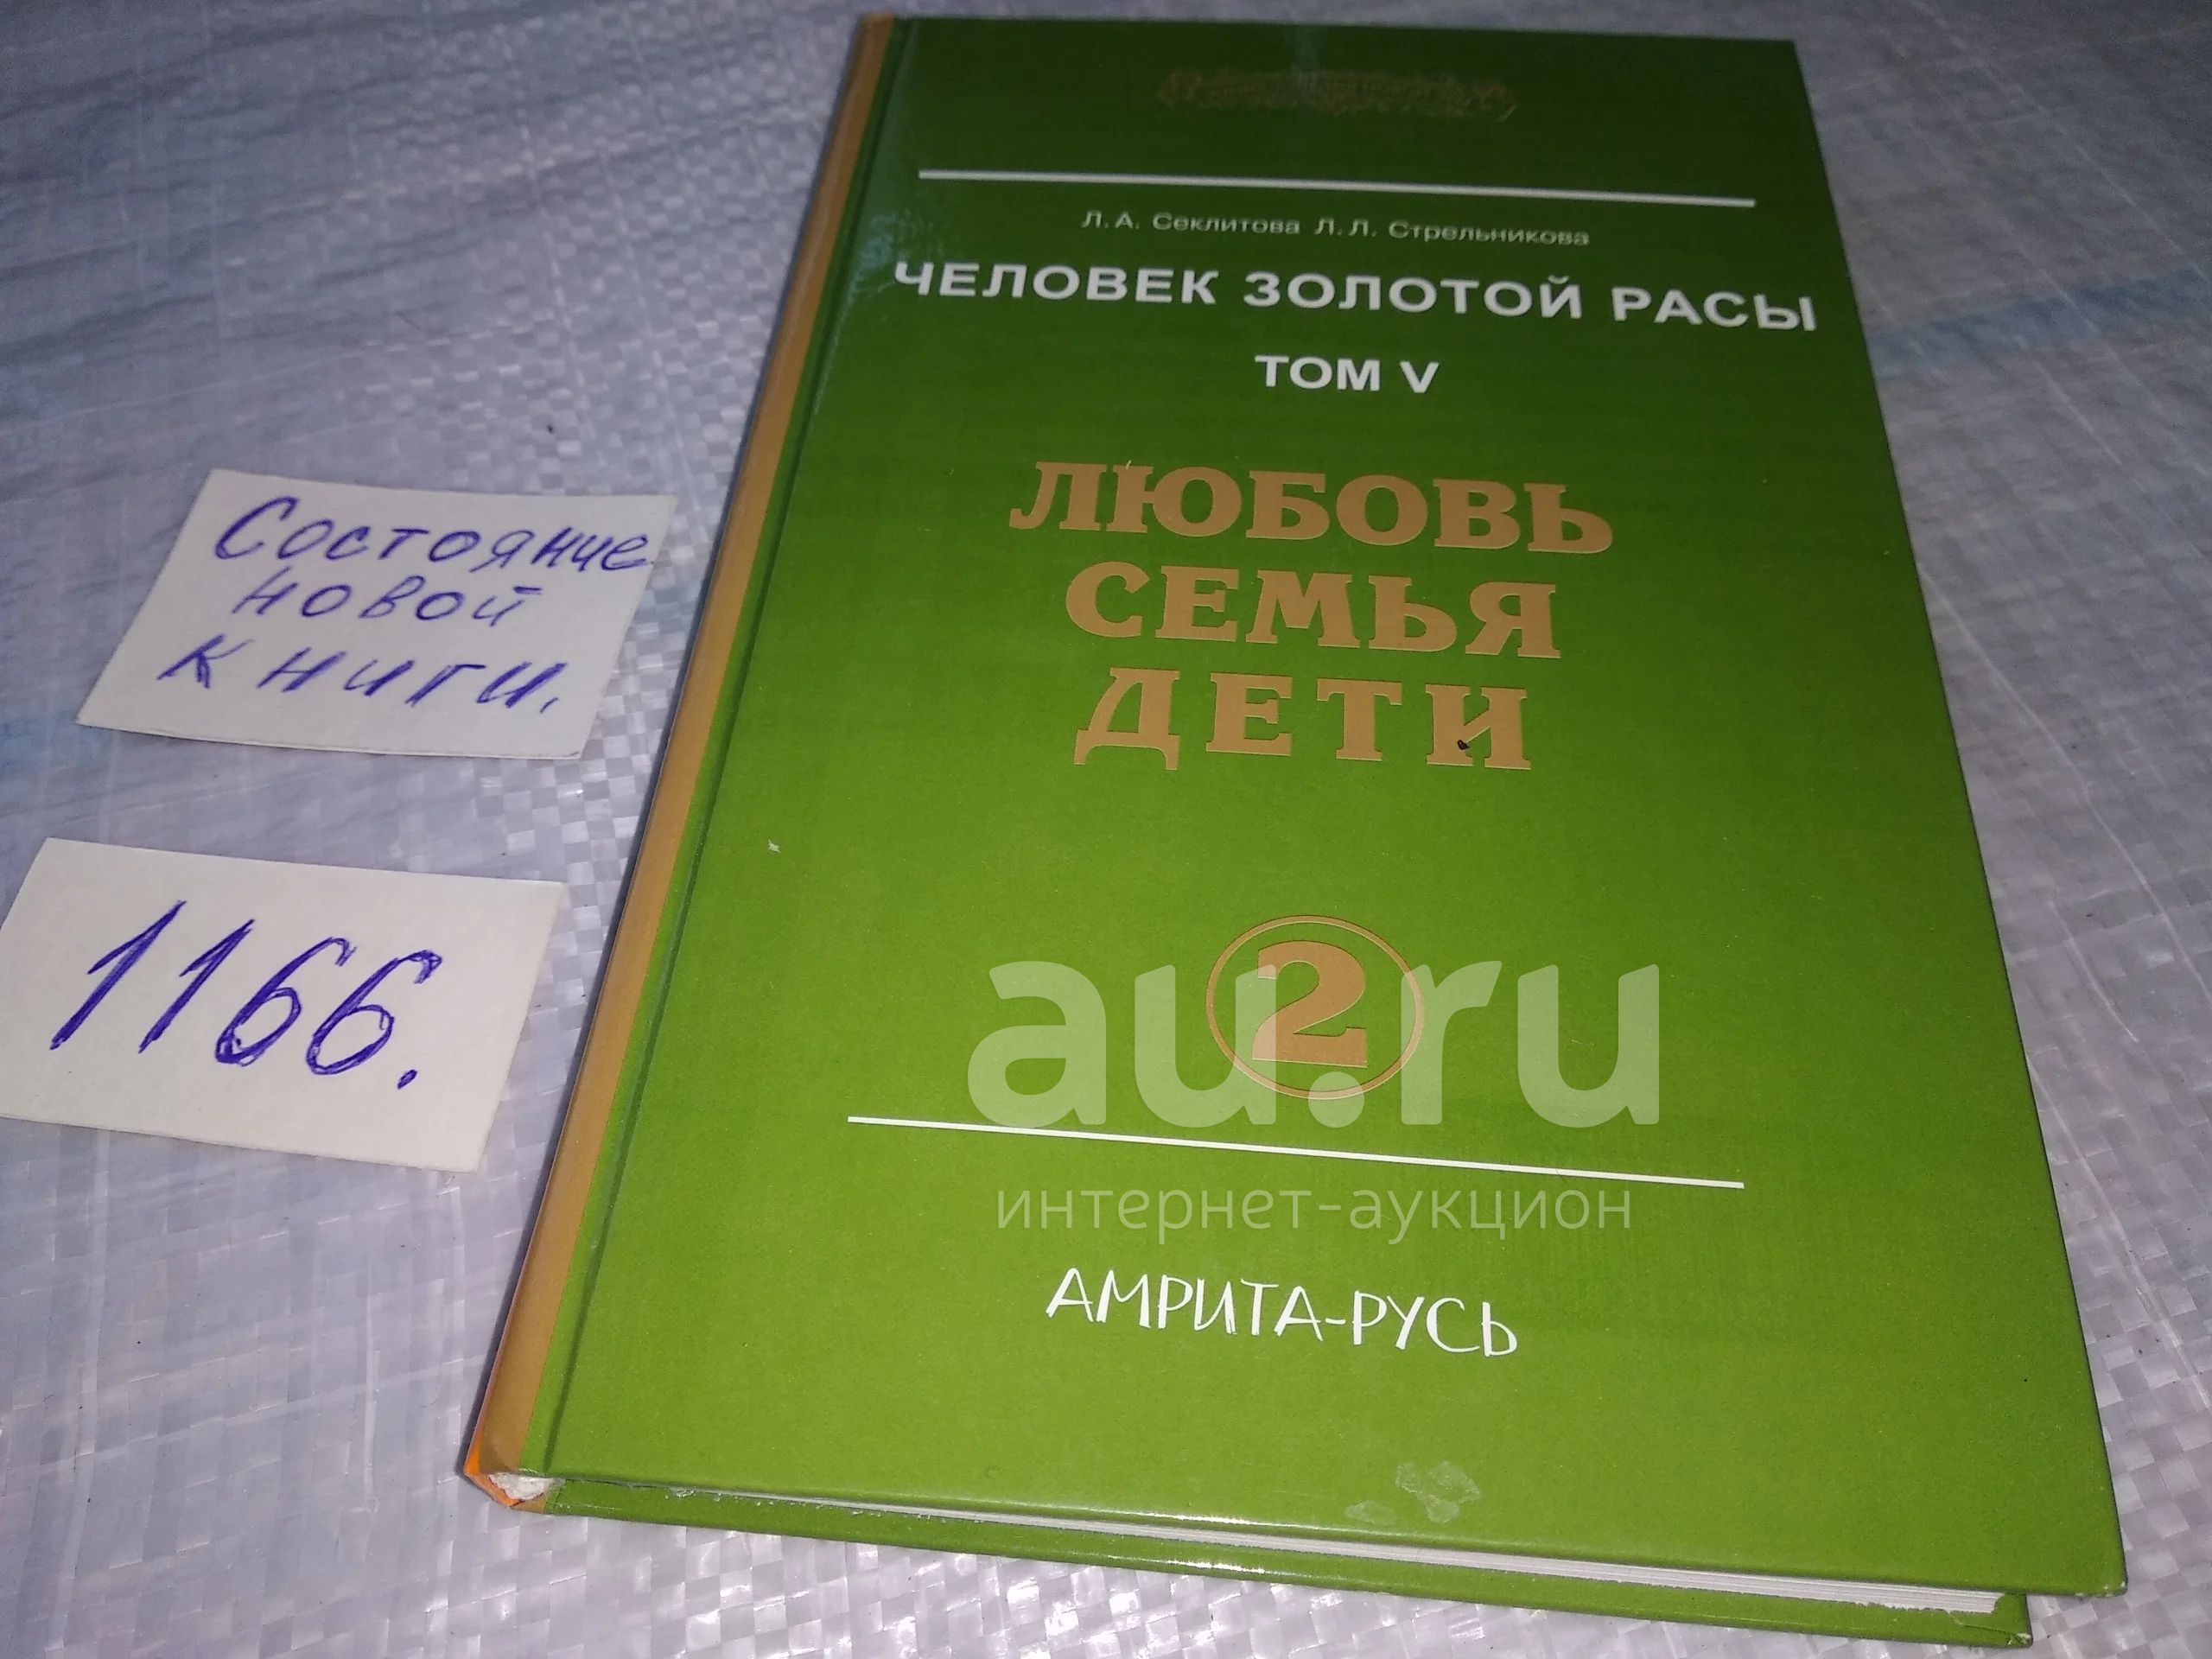 Л. А. Секлитова Л. Л. Стрельникова
ЧЕЛОВЕК ЗОЛОТОЙ РАСЫ
ТОМ V
ЛЮБОВЬ
СЕМЬЯ
ДЕТИ
2
АМРИТА-РУСЬ
Состояние
новой
книги.
1166.
au.ru
интернет-аукцион